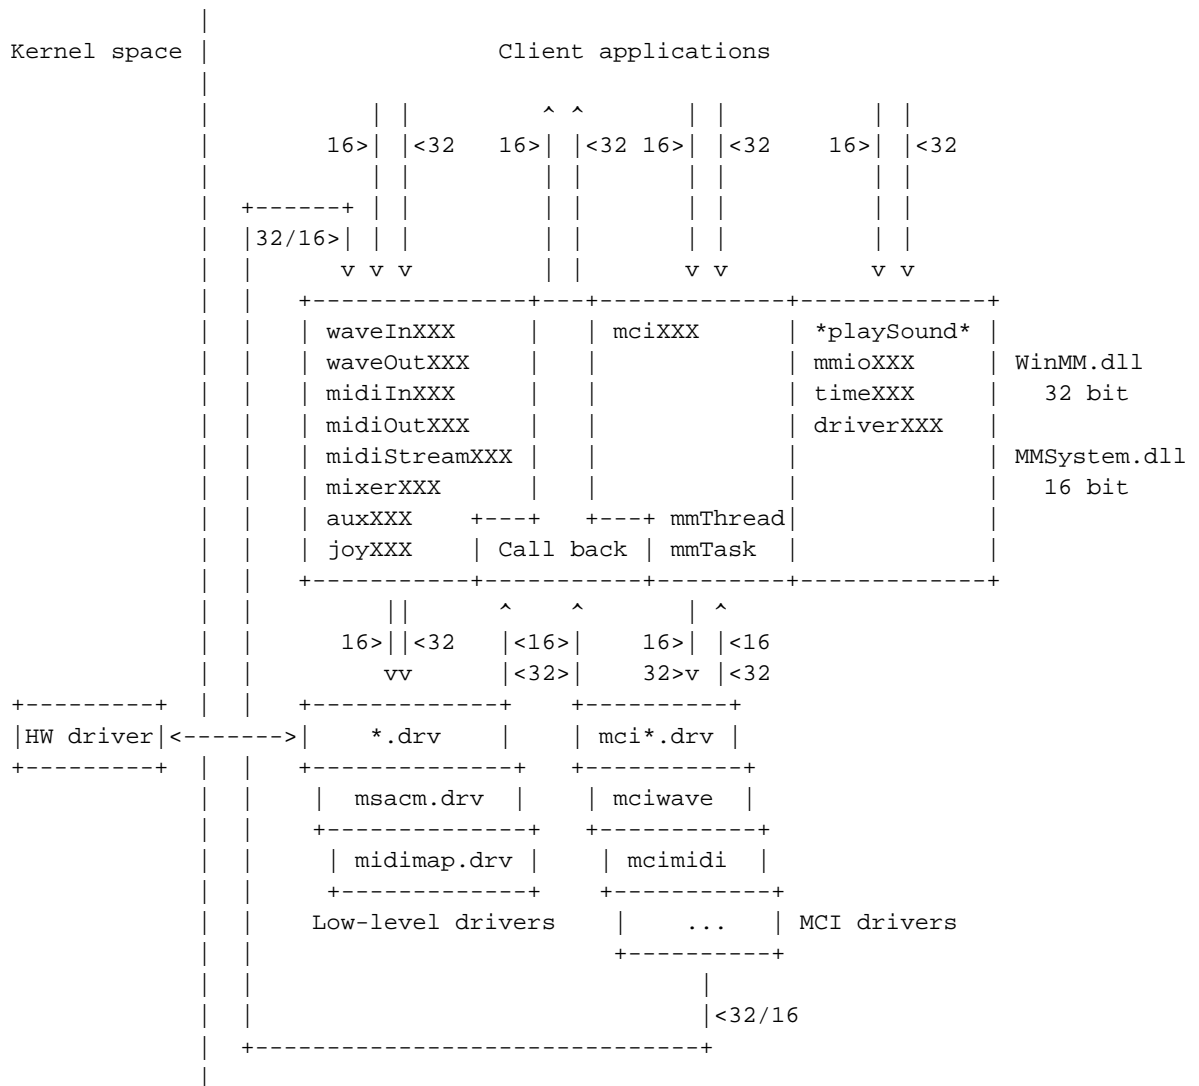 Kernel space | Client applications
16>| |<32 16>| |<32 16>| |<32 16>| |<32
|32/16>| | |
waveInXXX | | mciXXX | *playSound* |
waveOutXXX | | | mmioXXX | WinMM.dll
midiInXXX | | | timeXXX | 32 bit
midiOutXXX | | | driverXXX |
midiStreamXXX | | | | MMSystem.dll
mixerXXX | | | | 16 bit
auxXXX +---+ +---+ mmThread| |
joyXXX | Call back | mmTask | |
16>||<32 |<16>| 16>| |<16
vv |<32>| 32>v |<32
|HW driver|<------->| *.drv | | mci*.drv |
| msacm.drv | | mciwave |
| midimap.drv | | mcimidi |
Low-level drivers | ... | MCI drivers
|<32/16